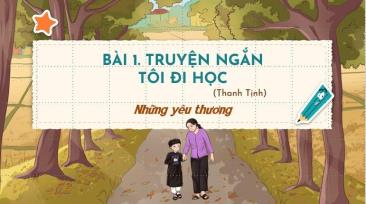 BÀI 1. TRUYỆN NGẮN
TÔI ĐI HỌC
(Thanh Tịnh)
Những yêu thương